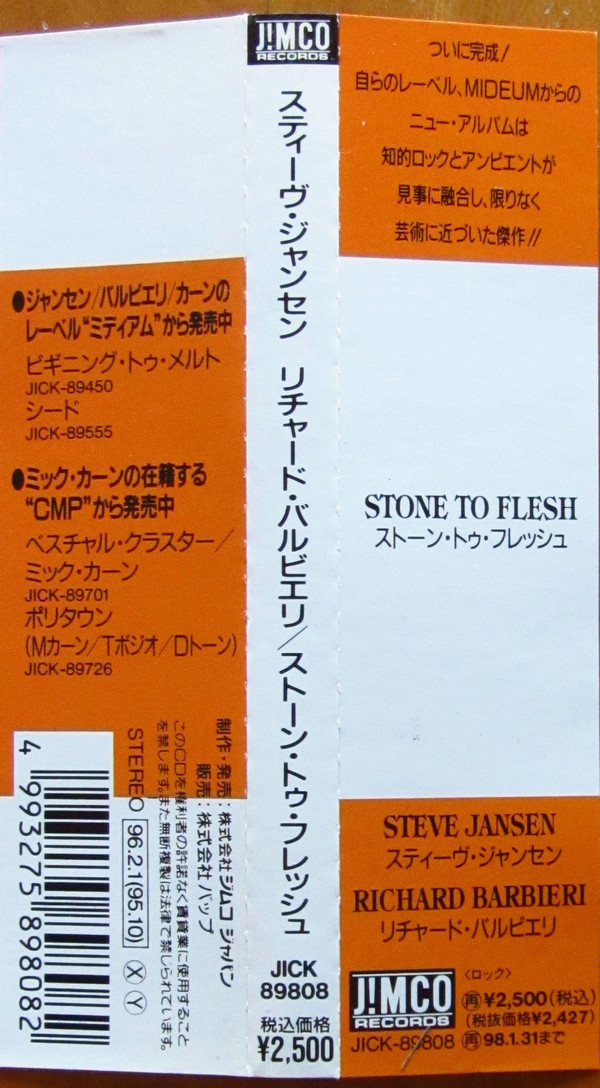 ついに完成!
自らのレーベル、MIDEUMからの
ニュー・アルバムは
知的ロックとアンビエントが
見事に融合し、限りなく
芸術に近づいた傑作!!
STONE TO FLESH
ストーン・トゥ・フレッシュ
STEVE JANSEN
スティーヴ・ジャンセン
RICHARD BARBIERI
リチャード・バルビエリ
J!MCO
RECORDS
〈ロック〉
再¥2,500(税込)
(税抜価格¥2,427)
JICK-89808 再98.1.31まで
J!MCO
RECORDS
スティーヴ・ジャンセン リチャード・バルビエリ/ストーン・トゥ・フレッシュ
JICK
89808
税込価格
¥2,500
●ジャンセン/バルビエリ/カーンの
レーベル“ミディアム”から発売中
ビギニング・トゥ・メルト
JICK-89450
シード
JICK-89555
●ミック・カーンの在籍する
“CMP”から発売中
ベスチャル・クラスター/
ミック・カーン
JICK-89701
ポリタウン
(Mカーン/Tボジオ/Dトーン)
JICK-89726
制作・発売:株式会社ジムコ ジャパン
販売:株式会社バップ
このCDを権利者の許諾なく賃貸業に使用すること
を禁じます。また無断複製は法律で禁じられています。
STEREO 96.2.1(95.10) X Y
4 993275 898082